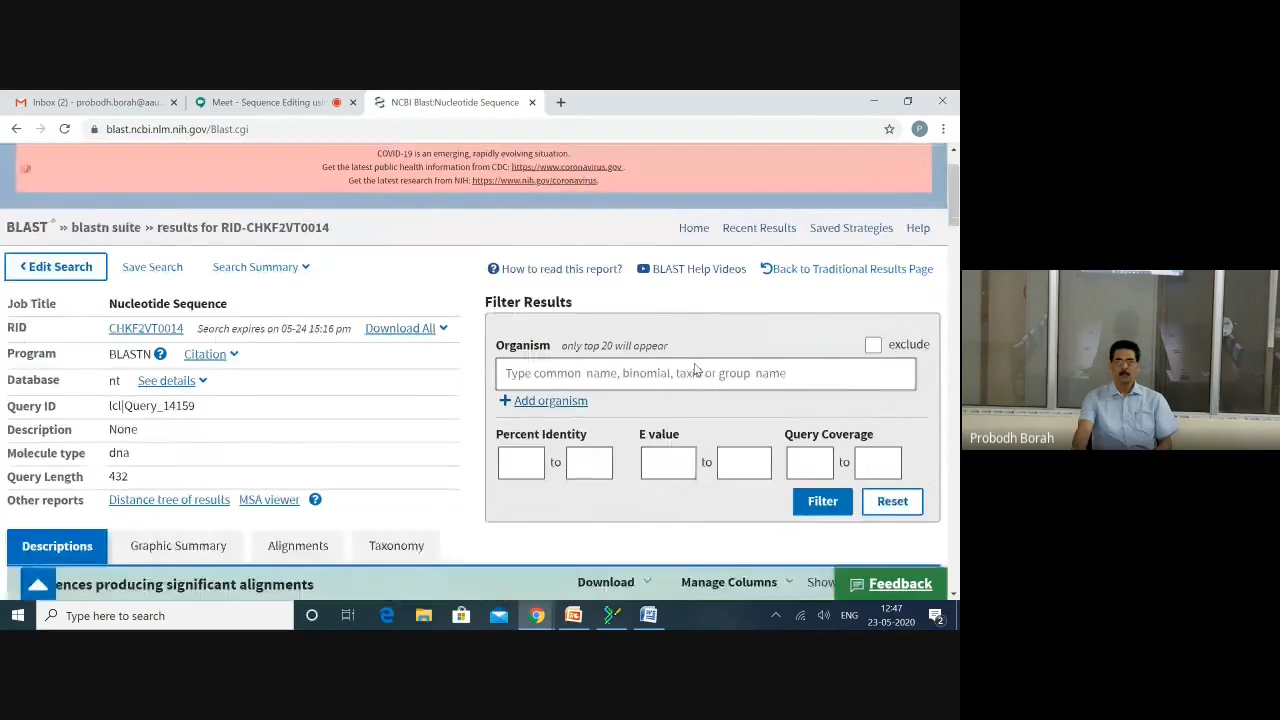 Inbox (2) - probodh.borah@aau... Meet - Sequence Editing usi NCBI Blast:Nucleotide Sequence
blast.ncbi.nlm.nih.gov/Blast.cgi
P
COVID-19 is an emerging, rapidly evolving situation.
Get the latest public health information from CDC: https://www.coronavirus.gov .
Get the latest research from NIH: https://www.nih.gov/coronavirus.
BLAST » blastn suite » results for RID-CHKF2VT0014
Home Recent Results Saved Strategies Help
Edit Search Save Search Search Summary
How to read this report? BLAST Help Videos Back to Traditional Results Page
Job Title Nucleotide Sequence
RID CHKF2VT0014 Search expires on 05-24 15:16 pm Download All
Program BLASTN Citation
Database nt See details
Query ID lcl|Query_14159
Description None
Molecule type dna
Query Length 432
Other reports Distance tree of results MSA viewer
Filter Results
Organism only top 20 will appear exclude
Type common name, binomial, taxid or group name
+ Add organism
Percent Identity E value Query Coverage
to to to
Filter Reset
Descriptions Graphic Summary Alignments Taxonomy
ences producing significant alignments Download Manage Columns Show
Feedback
Type here to search
ENG
12:47
23-05-2020
2
Probodh Borah